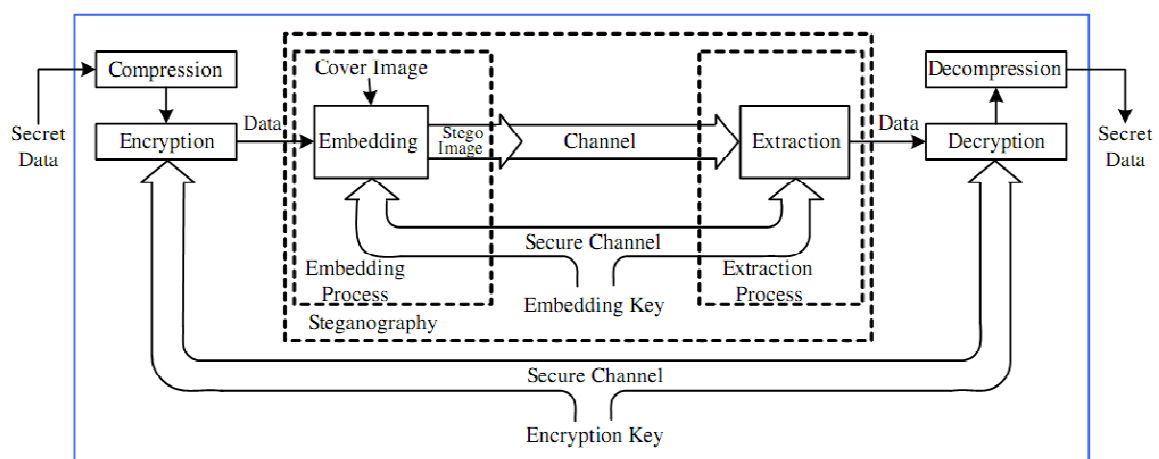 Compression
Cover Image
Decompression
Secret
Data
Encryption
Data
Embedding
Stego
Image
Channel
Extraction
Data
Decryption
Secret
Data
Secure Channel
Embedding
Process
Extraction
Process
Embedding Key
Steganography
Secure Channel
Encryption Key